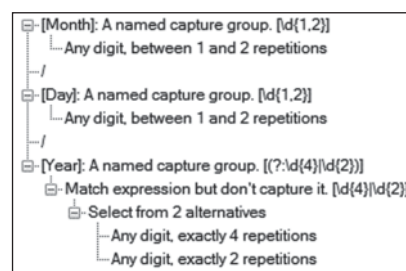 [Month]: A named capture group. [\d{1,2}]
Any digit, between 1 and 2 repetitions
/
[Day]: A named capture group. [\d{1,2}]
Any digit, between 1 and 2 repetitions
/
[Year]: A named capture group. [(?:\d{4}|\d{2})]
Match expression but don't capture it. [\d{4}|\d{2}
Select from 2 alternatives
Any digit, exactly 4 repetitions
Any digit, exactly 2 repetitions